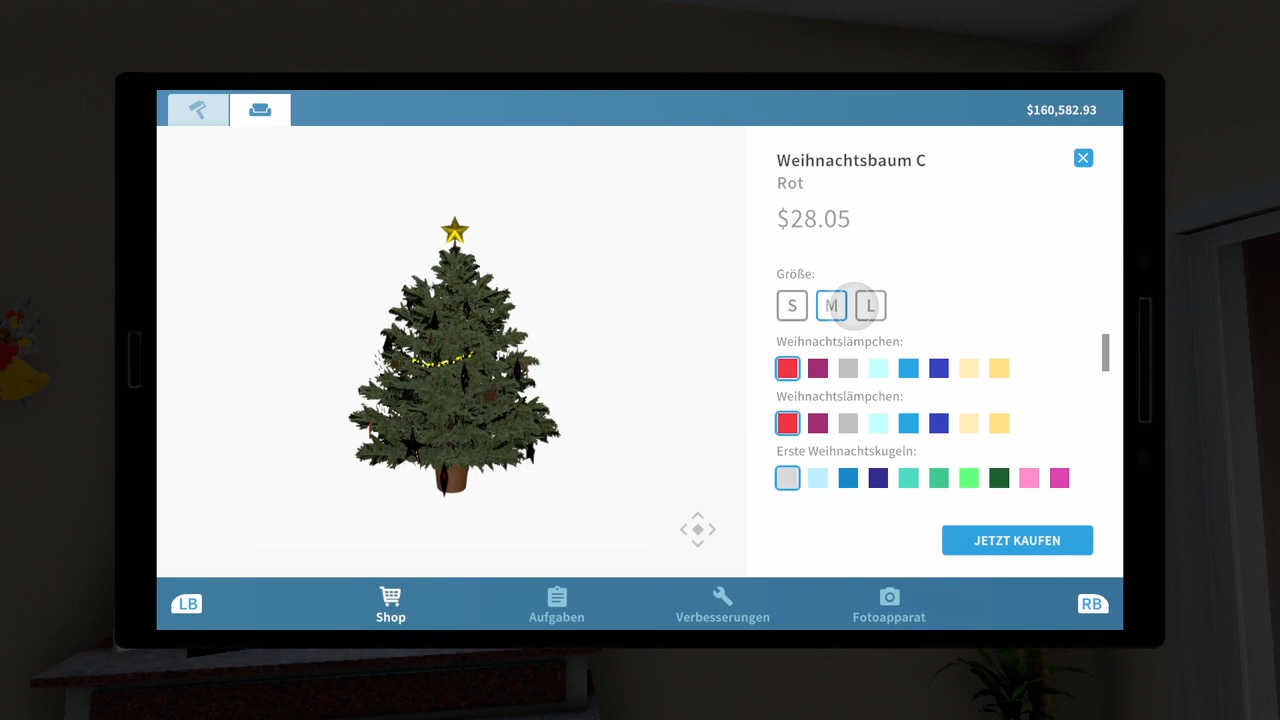 $160,582.93
Weihnachtsbaum C
Rot
$28.05
Größe:
S M L
Weihnachtslämpchen:
Weihnachtslämpchen:
Erste Weihnachtskugeln:
JETZT KAUFEN
LB Shop Aufgaben Verbesserungen Fotoapparat RB